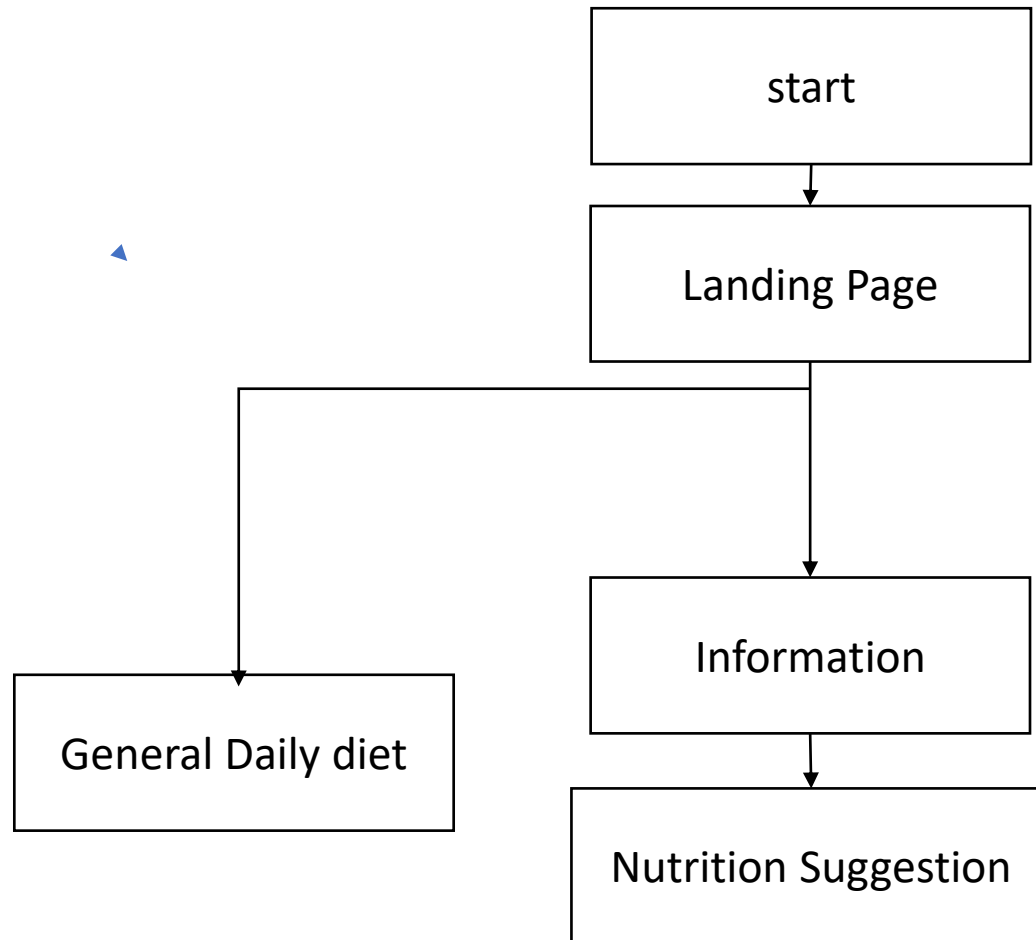 start
Landing Page
Information
General Daily diet
Nutrition Suggestion